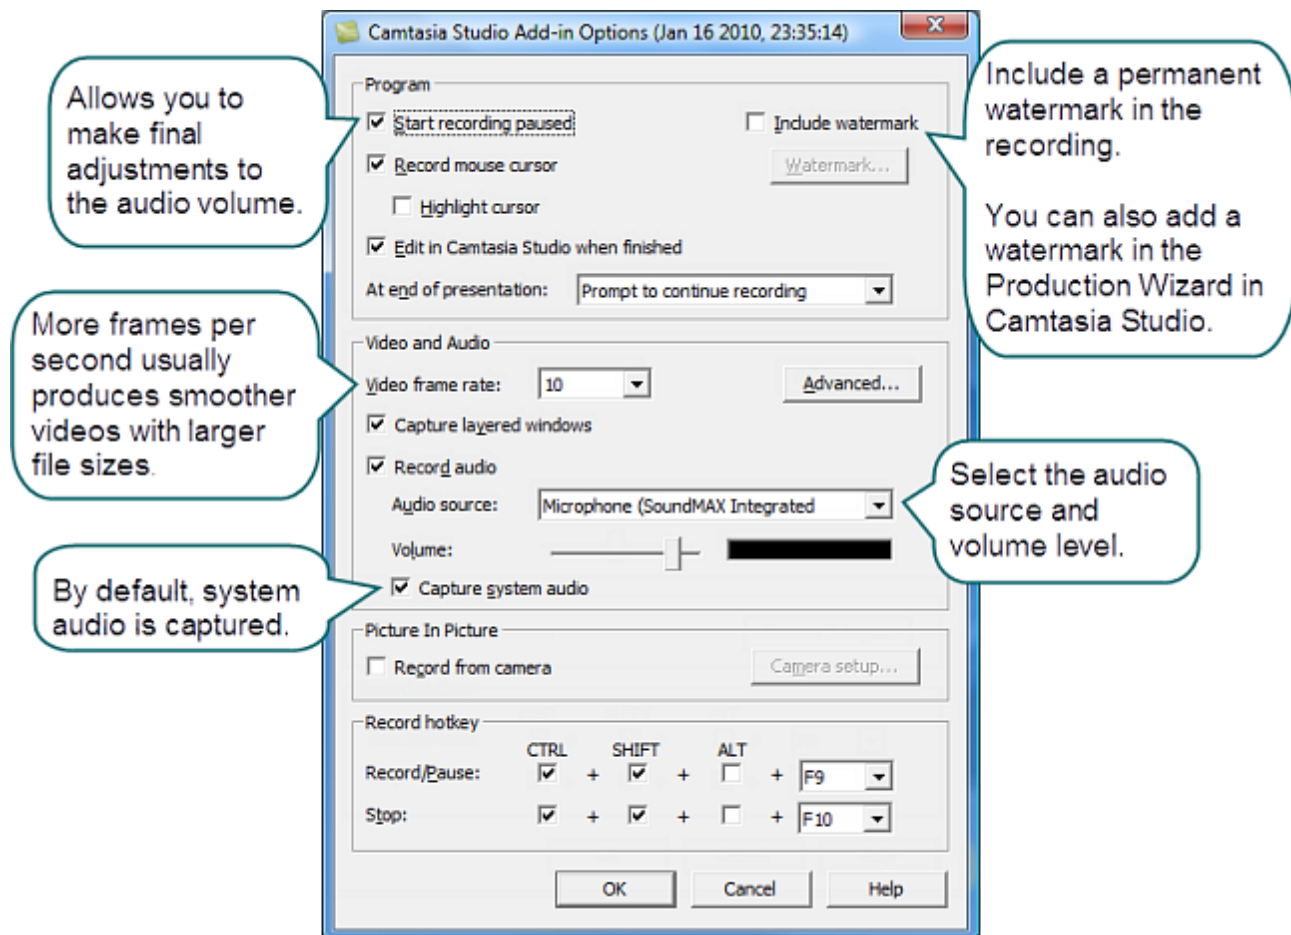 Camtasia Studio Add-in Options (Jan 16 2010, 23:35:14)
Allows you to
make final
adjustments to
the audio volume.
Program
Start recording paused
Include watermark
Record mouse cursor
Watermark...
Highlight cursor
Edit in Camtasia Studio when finished
At end of presentation: Prompt to continue recording
Include a permanent
watermark in the
recording.
You can also add a
watermark in the
Production Wizard in
Camtasia Studio.
More frames per
second usually
produces smoother
videos with larger
file sizes.
Video and Audio
Video frame rate: 10
Advanced...
Capture layered windows
Record audio
Audio source: Microphone (SoundMAX Integrated
Volume:
Capture system audio
Select the audio
source and
volume level.
By default, system
audio is captured.
Picture In Picture
Record from camera
Camera setup...
Record hotkey
CTRL SHIFT ALT
Record/Pause: + + + F9
Stop: + + + F10
OK Cancel Help